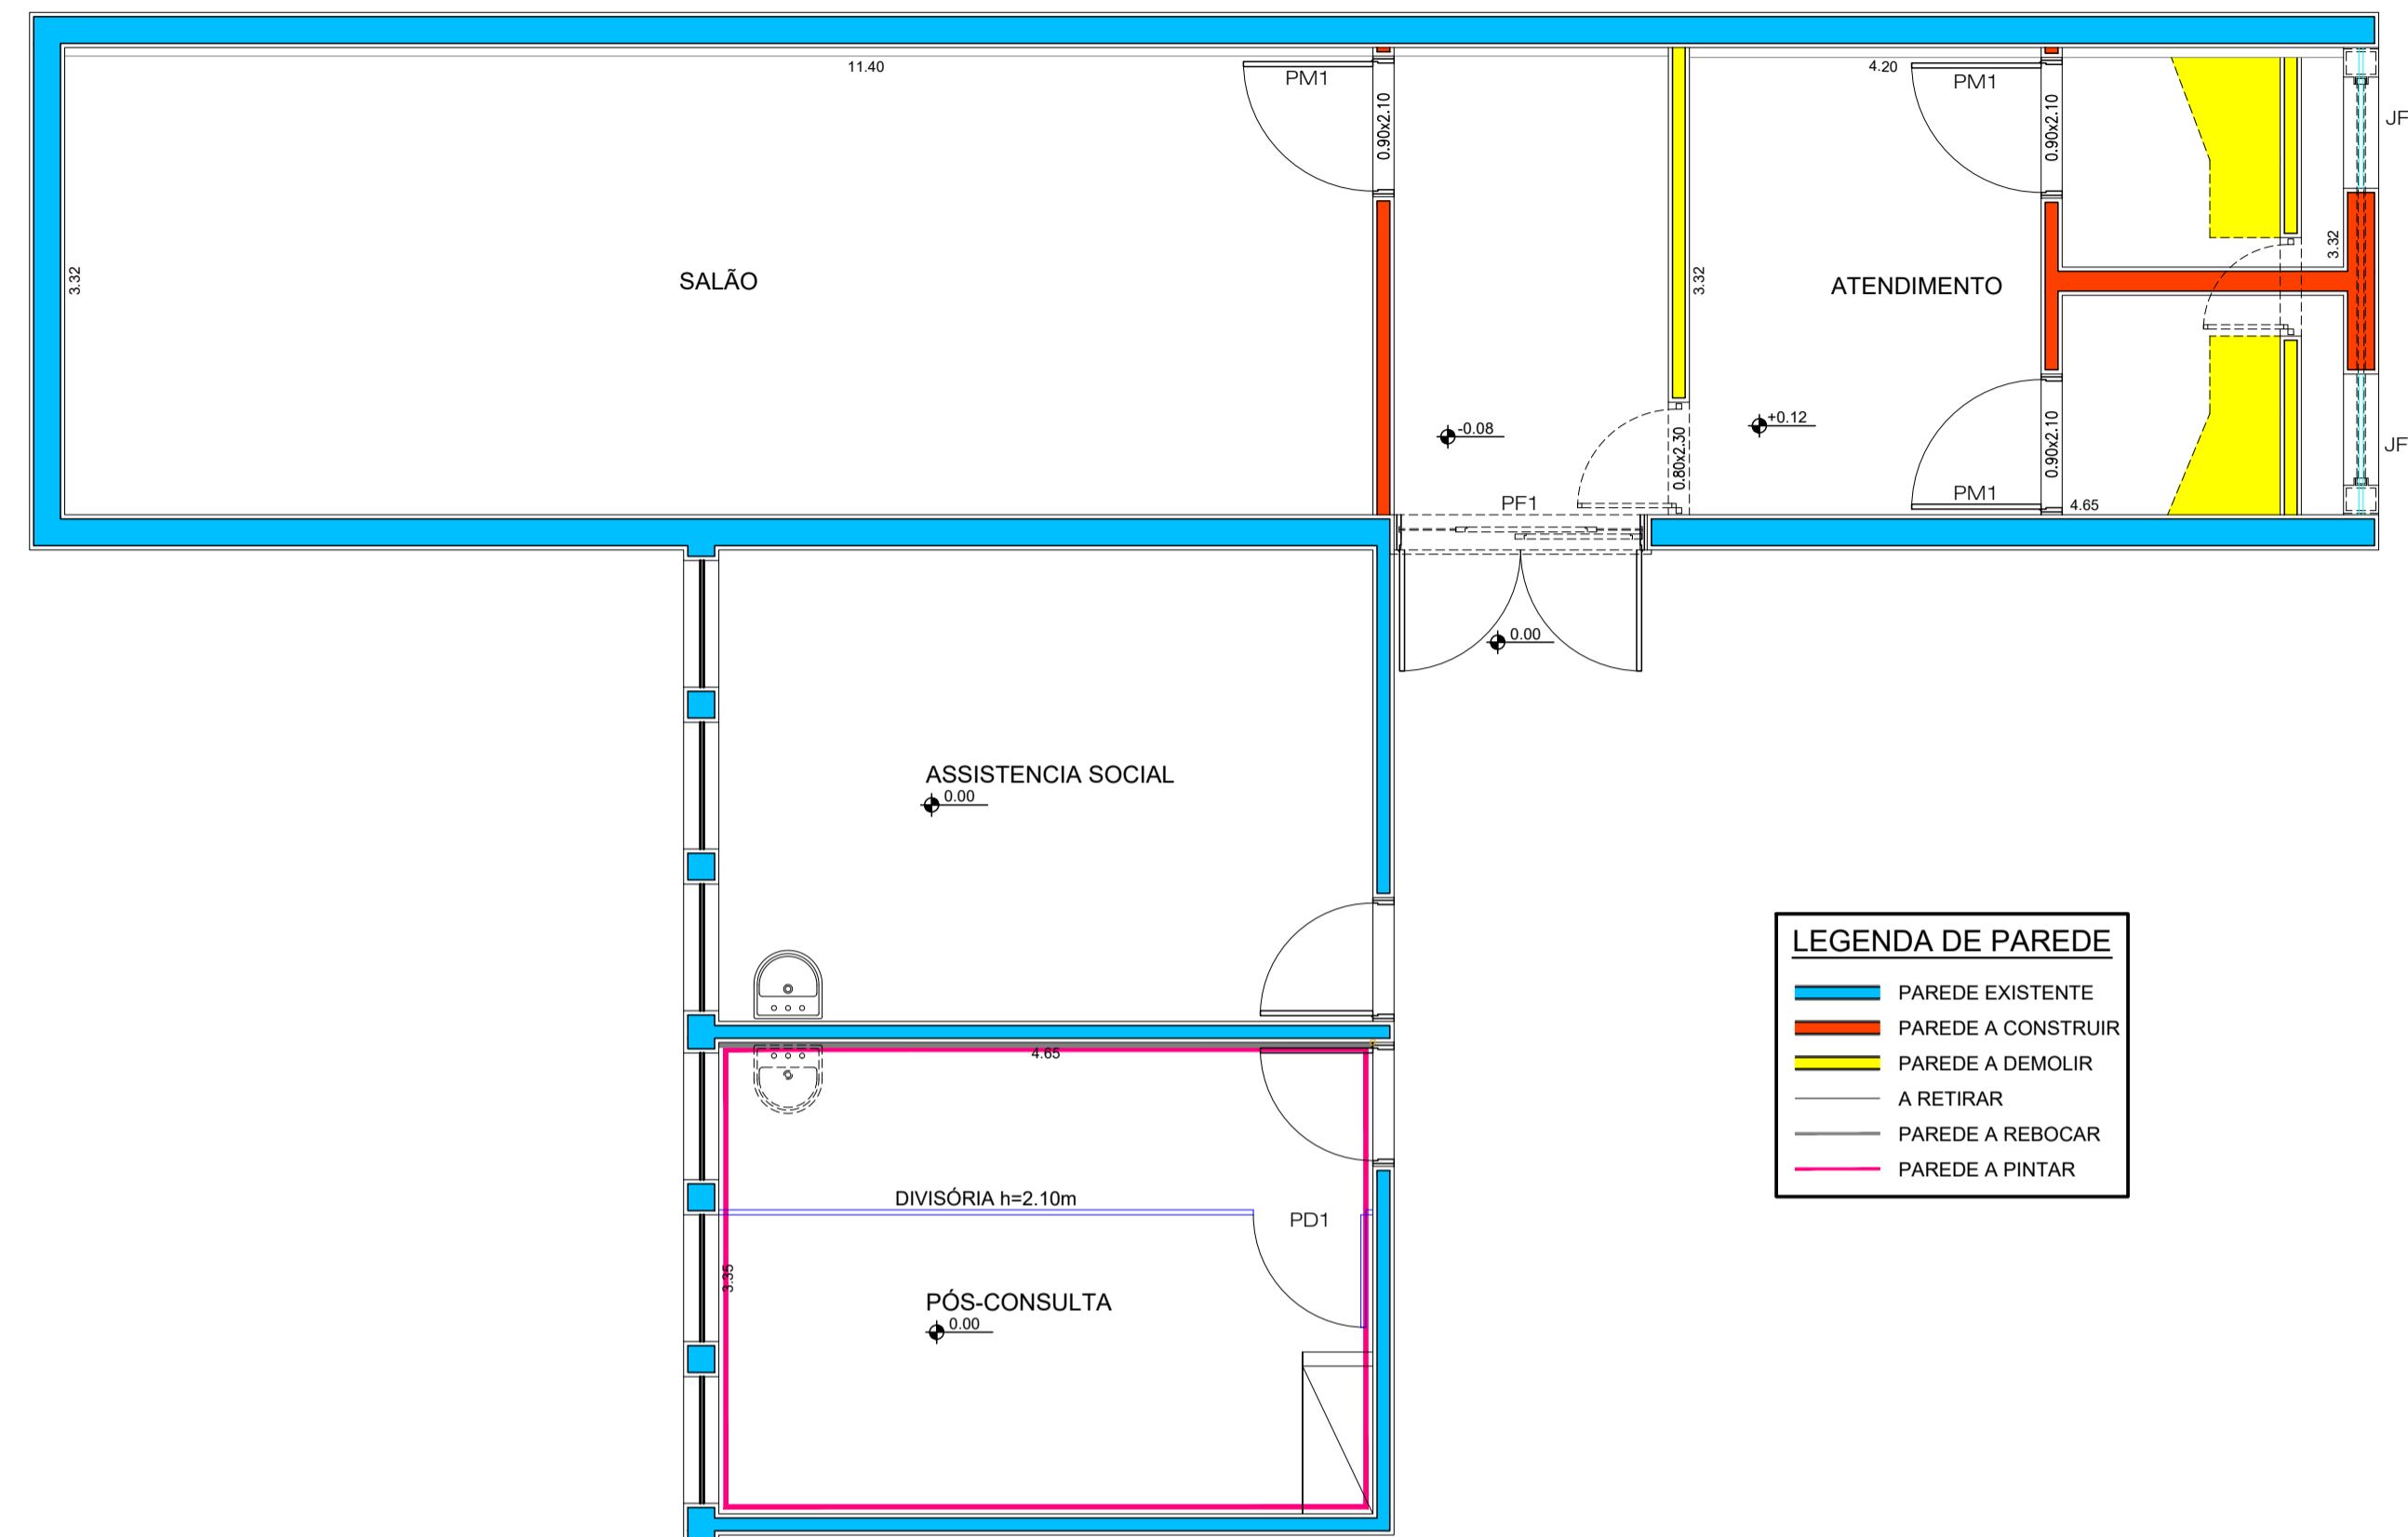 11.40
PM1
0.90x2.10
4.20
PM1
0.90x2.10
JF
3.32
SALÃO
3.32
ATENDIMENTO
3.32
-0.08
+0.12
0.80x2.30
0.90x2.10
JF
PF1
PM1
4.65
0.00
ASSISTENCIA SOCIAL
0.00
4.65
DIVISÓRIA h=2.10m
PD1
3.35
PÓS-CONSULTA
0.00
LEGENDA DE PAREDE
PAREDE EXISTENTE
PAREDE A CONSTRUIR
PAREDE A DEMOLIR
A RETIRAR
PAREDE A REBOCAR
PAREDE A PINTAR